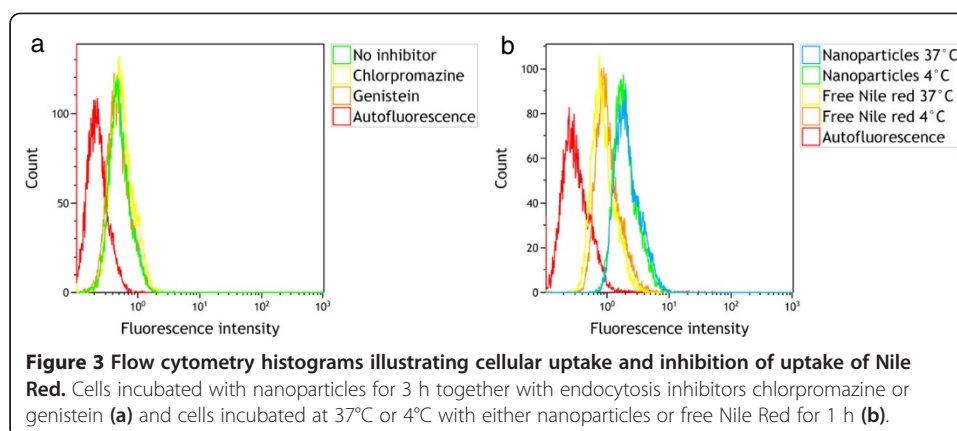 a
No inhibitor
Chlorpromazine
Genistein
Autofluorescence
100
50
0
Count
10⁰
10¹
10²
10³
Fluorescence intensity
b
Nanoparticles 37°C
Nanoparticles 4°C
Free Nile red 37°C
Free Nile red 4°C
Autofluorescence
100
80
60
40
20
0
Count
10⁰
10¹
10²
10³
Fluorescence intensity
Figure 3 Flow cytometry histograms illustrating cellular uptake and inhibition of uptake of Nile
Red. Cells incubated with nanoparticles for 3 h together with endocytosis inhibitors chlorpromazine or
genistein (a) and cells incubated at 37°C or 4°C with either nanoparticles or free Nile Red for 1 h (b).